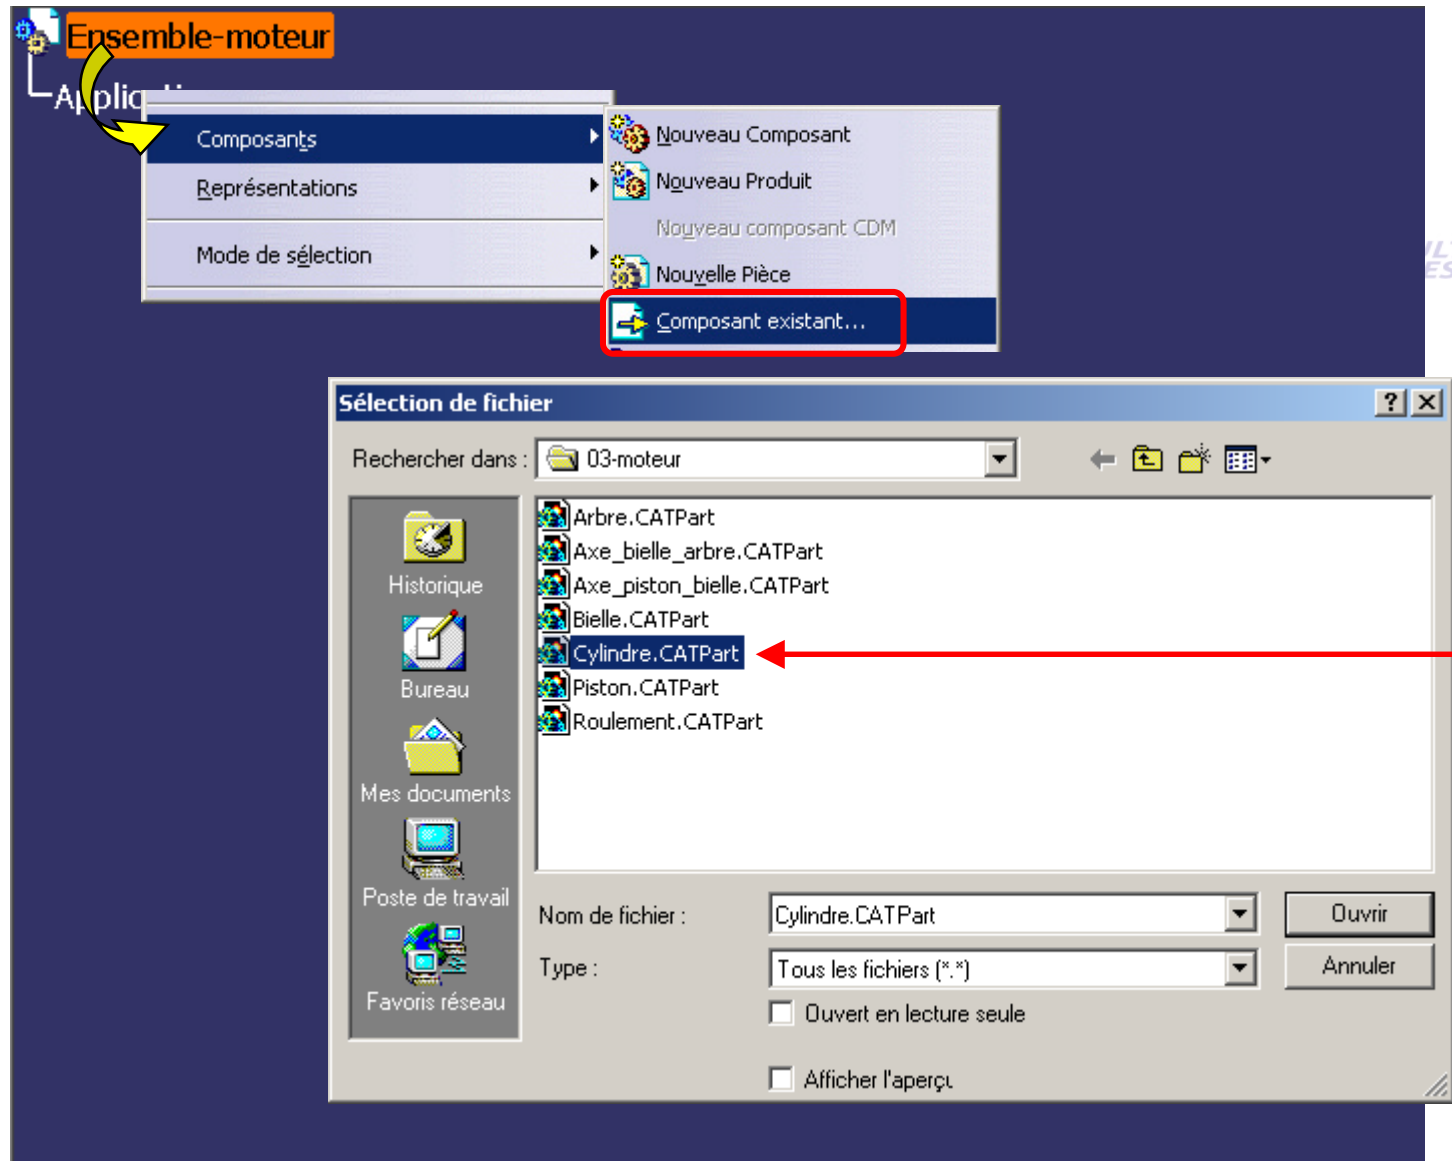 Ensemble-moteur
Composants
Représentations
Mode de sélection
Nouveau Composant
Nouveau Produit
Nouveau composant CDM
Nouvelle Pièce
Composant existant...
Sélection de fichier
Rechercher dans :
03-moteur
Historique
Bureau
Mes documents
Poste de travail
Favoris réseau
Arbre.CATPart
Axe_bielle_arbre.CATPart
Axe_piston_bielle.CATPart
Bielle.CATPart
Cylindre.CATPart
Piston.CATPart
Roulement.CATPart
Nom de fichier :
Cylindre.CATPart
Ouvrir
Type :
Tous les fichiers (*.*)
Annuler
Ouvert en lecture seule
Afficher l'aperçu